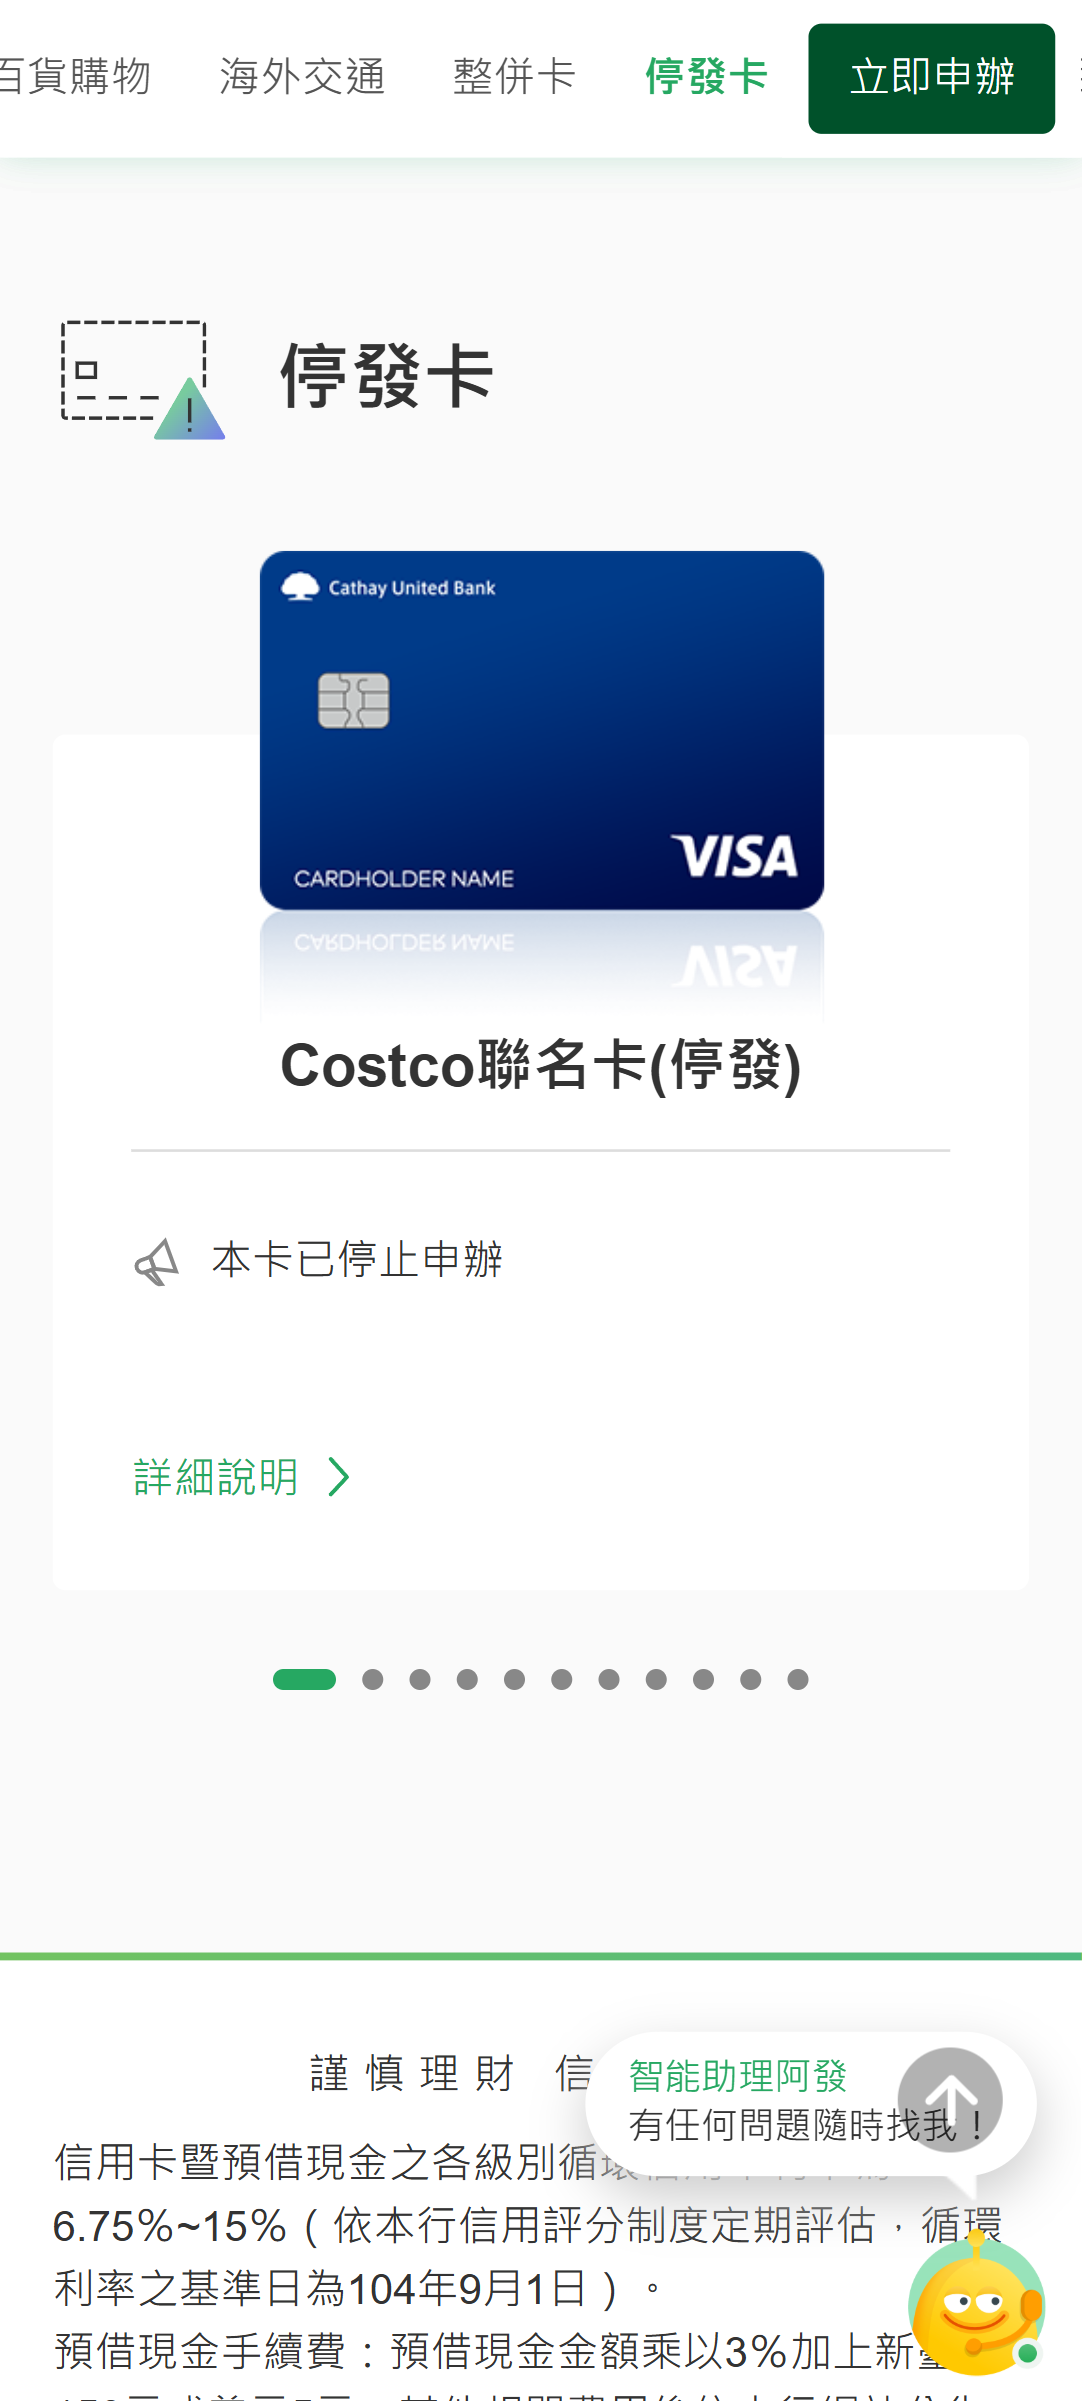 百貨購物 海外交通 整併卡 停發卡 立即申辦
停發卡
Cathay United Bank
CARDHOLDER NAME VISA
Costco聯名卡(停發)
本卡已停止申辦
詳細說明
謹慎理財 信
智能助理阿發
有任何問題隨時找我！
信用卡暨預借現金之各級別循環信用
6.75%~15%（依本行信用評分制度定期評估，循環
利率之基準日為104年9月1日）。
預借現金手續費：預借現金金額乘以3%加上新臺